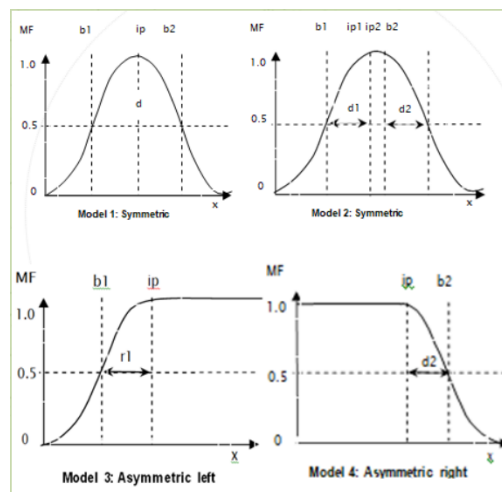 MF b1 ip b2
1.0
d
0.5
0
x
Model 1: Symmetric
MF b1 ip1 ip2 b2
1.0
d1 d2
0.5
0
x
Model 2: Symmetric
MF b1 ip
1.0
r1
0.5
0
X
Model 3: Asymmetric left
MF ip b2
1.0
d2
0.5
0
x
Model 4: Asymmetric right